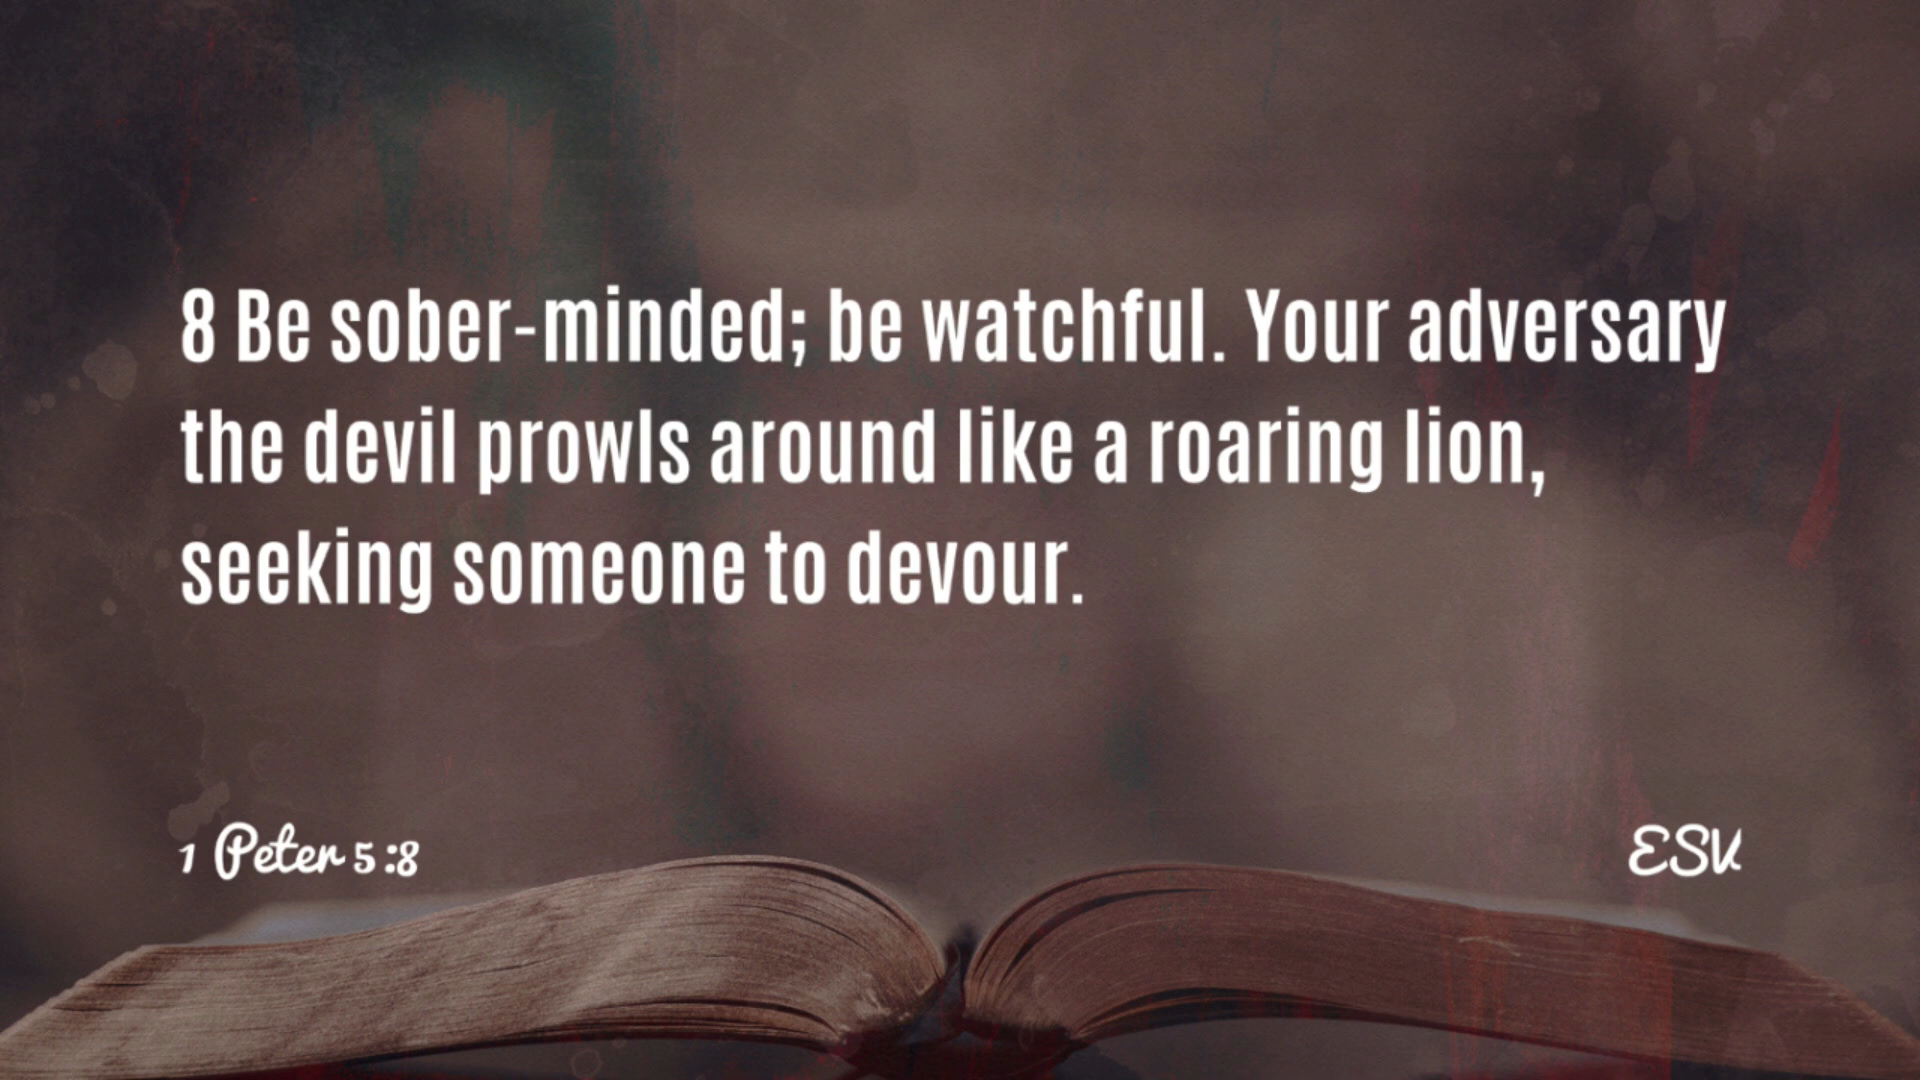 8 Be sober-minded; be watchful. Your adversary
the devil prowls around like a roaring lion,
seeking someone to devour.
1 Peter 5:8
ESV